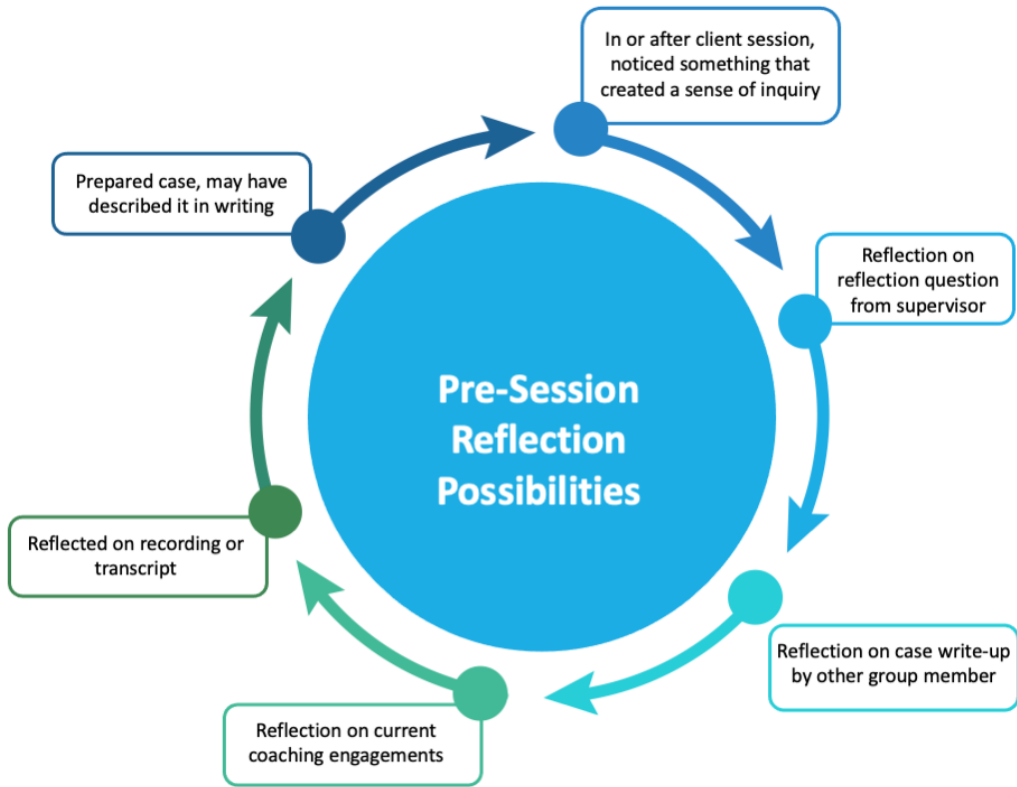 In or after client session,
noticed something that
created a sense of inquiry
Prepared case, may have
described it in writing
Reflection on
reflection question
from supervisor
Pre-Session
Reflection
Possibilities
Reflected on recording or
transcript
Reflection on case write-up
by other group member
Reflection on current
coaching engagements